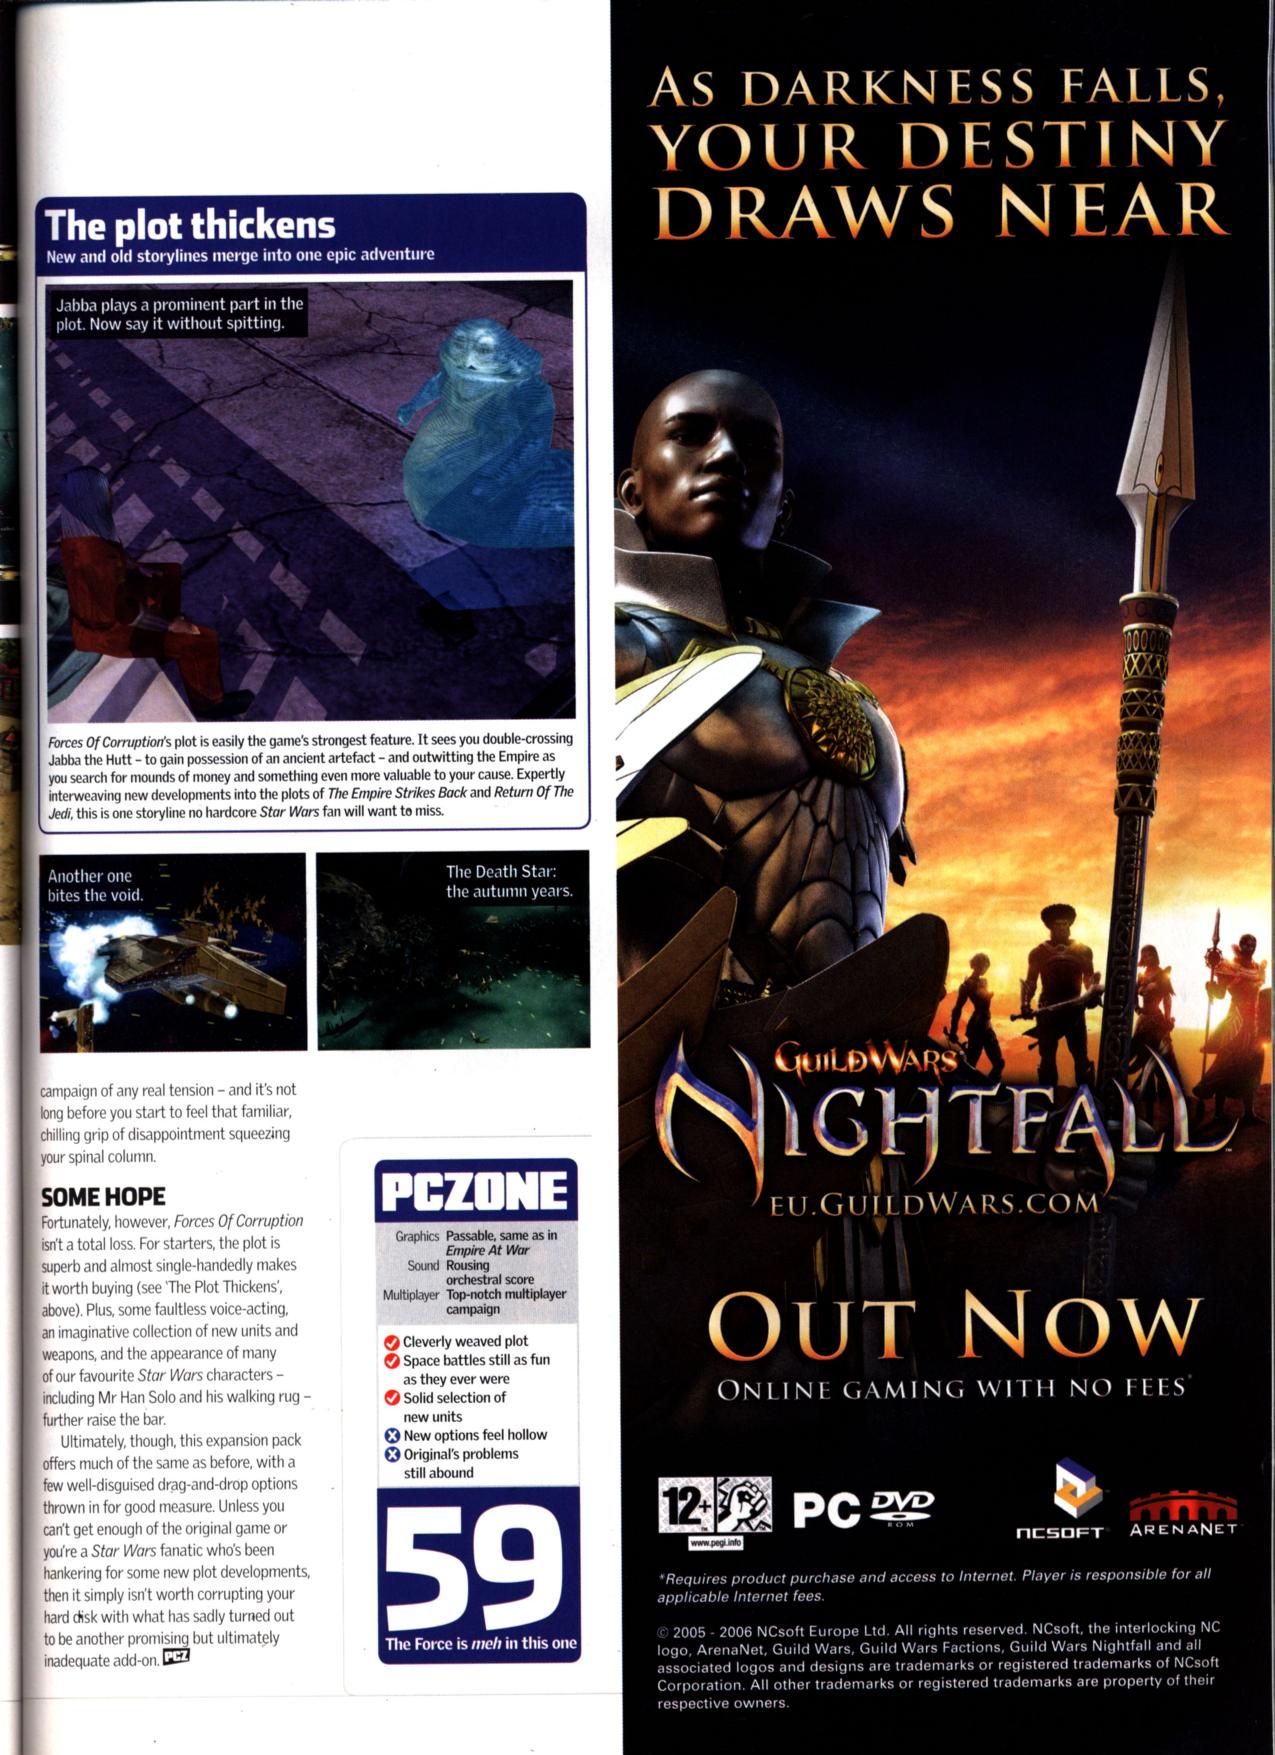 The plot thickens
New and old storylines merge into one epic adventure
Jabba plays a prominent part in the
plot. Now say it without spitting.
Forces Of Corruption's plot is easily the game's strongest feature. It sees you double-crossing
Jabba the Hutt – to gain possession of an ancient artefact – and outwitting the Empire as
you search for mounds of money and something even more valuable to your cause. Expertly
interweaving new developments into the plots of The Empire Strikes Back and Return Of The
Jedi, this is one storyline no hardcore Star Wars fan will want to miss.
Another one
bites the void.
The Death Star:
the autumn years.
campaign of any real tension – and it's not
long before you start to feel that familiar,
chilling grip of disappointment squeezing
your spinal column.
SOME HOPE
Fortunately, however, Forces Of Corruption
isn't a total loss. For starters, the plot is
superb and almost single-handedly makes
it worth buying (see 'The Plot Thickens',
above). Plus, some faultless voice-acting,
an imaginative collection of new units and
weapons, and the appearance of many
of our favourite Star Wars characters –
including Mr Han Solo and his walking rug –
further raise the bar.
Ultimately, though, this expansion pack
offers much of the same as before, with a
few well-disguised drag-and-drop options
thrown in for good measure. Unless you
can't get enough of the original game or
you're a Star Wars fanatic who's been
hankering for some new plot developments,
then it simply isn't worth corrupting your
hard disk with what has sadly turned out
to be another promising but ultimately
inadequate add-on. PCZ
PCZONE
Graphics Passable, same as in
Empire At War
Sound Rousing
orchestral score
Multiplayer Top-notch multiplayer
campaign
Cleverly weaved plot
Space battles still as fun
as they ever were
Solid selection of
new units
New options feel hollow
Original's problems
still abound
59
The Force is meh in this one
AS DARKNESS FALLS,
YOUR DESTINY
DRAWS NEAR
GUILD WARS
NIGHTFALL™
EU.GUILDWARS.COM
OUT NOW
ONLINE GAMING WITH NO FEES*
12+
www.pegi.info
PC DVD
ROM
NCSOFT
ARENANET
*Requires product purchase and access to Internet. Player is responsible for all
applicable Internet fees.
© 2005 - 2006 NCsoft Europe Ltd. All rights reserved. NCsoft, the interlocking NC
logo, ArenaNet, Guild Wars, Guild Wars Factions, Guild Wars Nightfall and all
associated logos and designs are trademarks or registered trademarks of NCsoft
Corporation. All other trademarks or registered trademarks are property of their
respective owners.